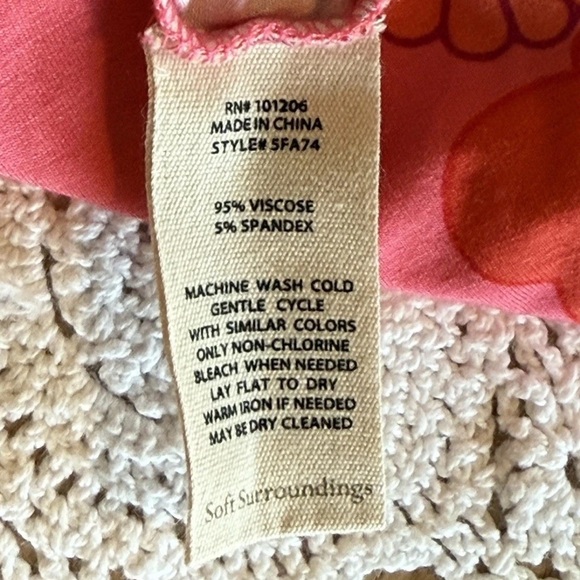 RN# 101206
MADE IN CHINA
STYLE# 5FA74
95% VISCOSE
5% SPANDEX
MACHINE WASH COLD
GENTLE CYCLE
WITH SIMILAR COLORS
ONLY NON-CHLORINE
BLEACH WHEN NEEDED
LAY FLAT TO DRY
WARM IRON IF NEEDED
MAY BE DRY CLEANED
Soft Surroundings